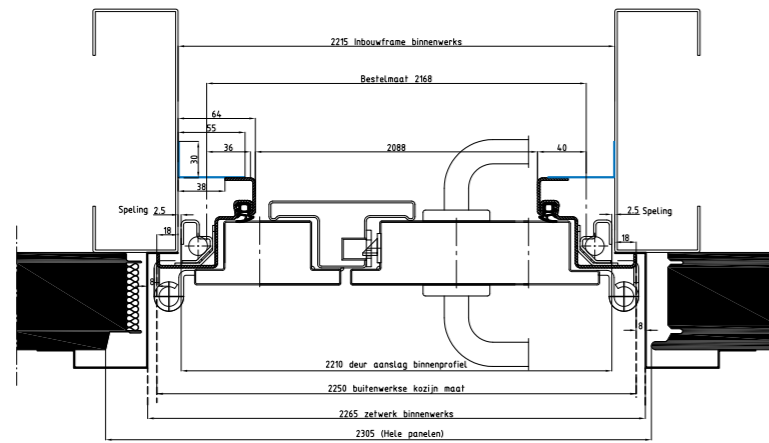 2215 Inbouwframe binnenwerks
Bestelmaat 2168
64
55
30
36
2088
40
38
Speling 2.5
2.5 Speling
18
18
8
8
2210 deur aanslag binnenprofiel
2250 buitenwerkse kozijn maat
2265 zetwerk binnenwerks
2305 (Hele panelen)